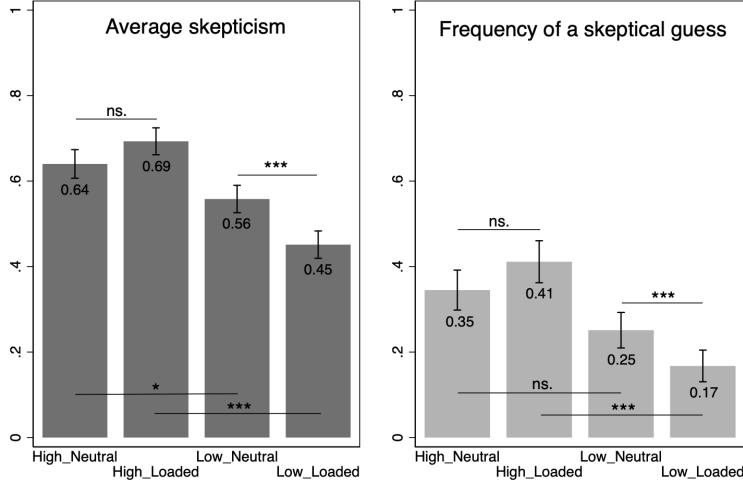 Average skepticism
1
.8
.6
.4
.2
0
ns.
***
0.64
0.69
0.56
0.45
*
***
High_Neutral
High_Loaded
Low_Neutral
Low_Loaded
Frequency of a skeptical guess
1
.8
.6
.4
.2
0
ns.
***
0.35
0.41
0.25
0.17
ns.
***
High_Neutral
High_Loaded
Low_Neutral
Low_Loaded